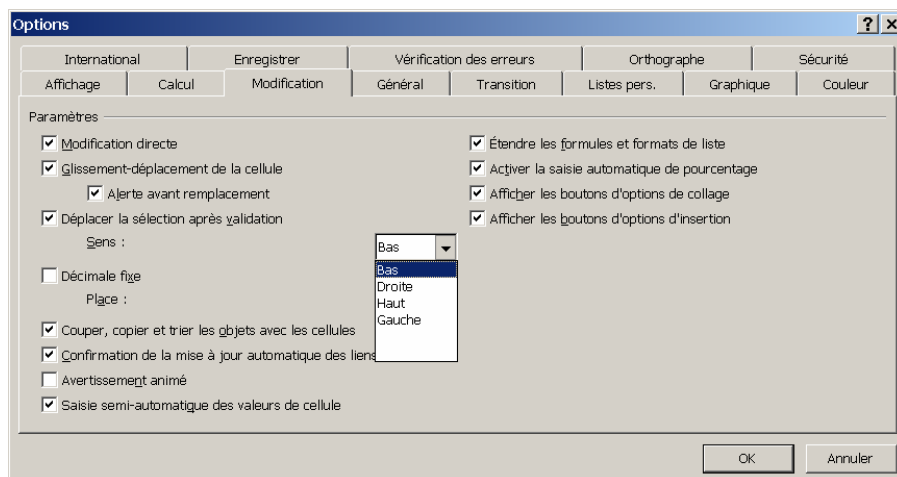 Options
International Enregistrer Vérification des erreurs Orthographe Sécurité
Affichage Calcul Modification Général Transition Listes pers. Graphique Couleur
Paramètres
Modification directe
Glissement-déplacement de la cellule
Alerte avant remplacement
Déplacer la sélection après validation
Sens :
Bas
Bas
Droite
Haut
Gauche
Décimale fixe
Place :
Couper, copier et trier les objets avec les cellules
Confirmation de la mise à jour automatique des liens
Avertissement animé
Saisie semi-automatique des valeurs de cellule
Étendre les formules et formats de liste
Activer la saisie automatique de pourcentage
Afficher les boutons d'options de collage
Afficher les boutons d'options d'insertion
OK Annuler